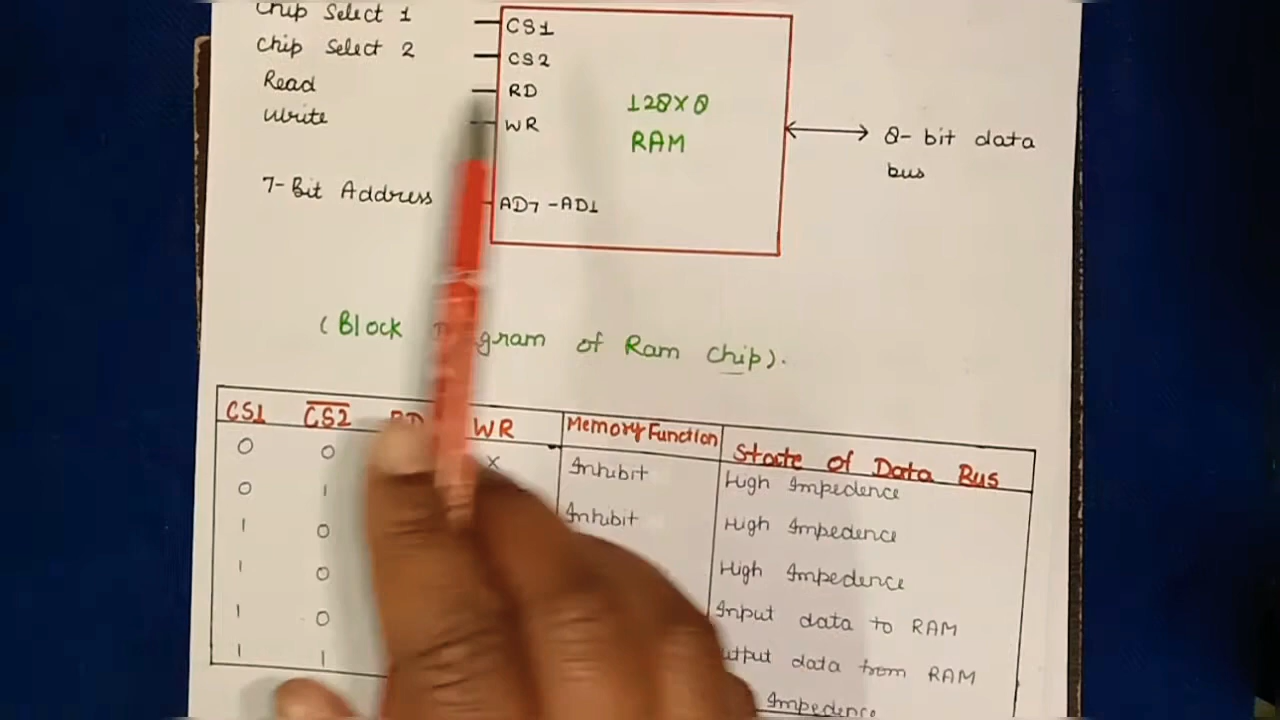 Chip Select 1
CS1
Chip Select 2
CS2
Read
RD
Write
WR
128X8
RAM
8-bit data
bus
7-Bit Address
AD7-AD1
(Block gram of Ram Chip).
CS1 CS2 RD WR Memory Function State of Data Bus
0 0 X Inhibit High Impedence
0 1 Inhibit High Impedence
1 0 High Impedence
1 0 Input data to RAM
1 0 utput data from RAM
1 1 Impedence